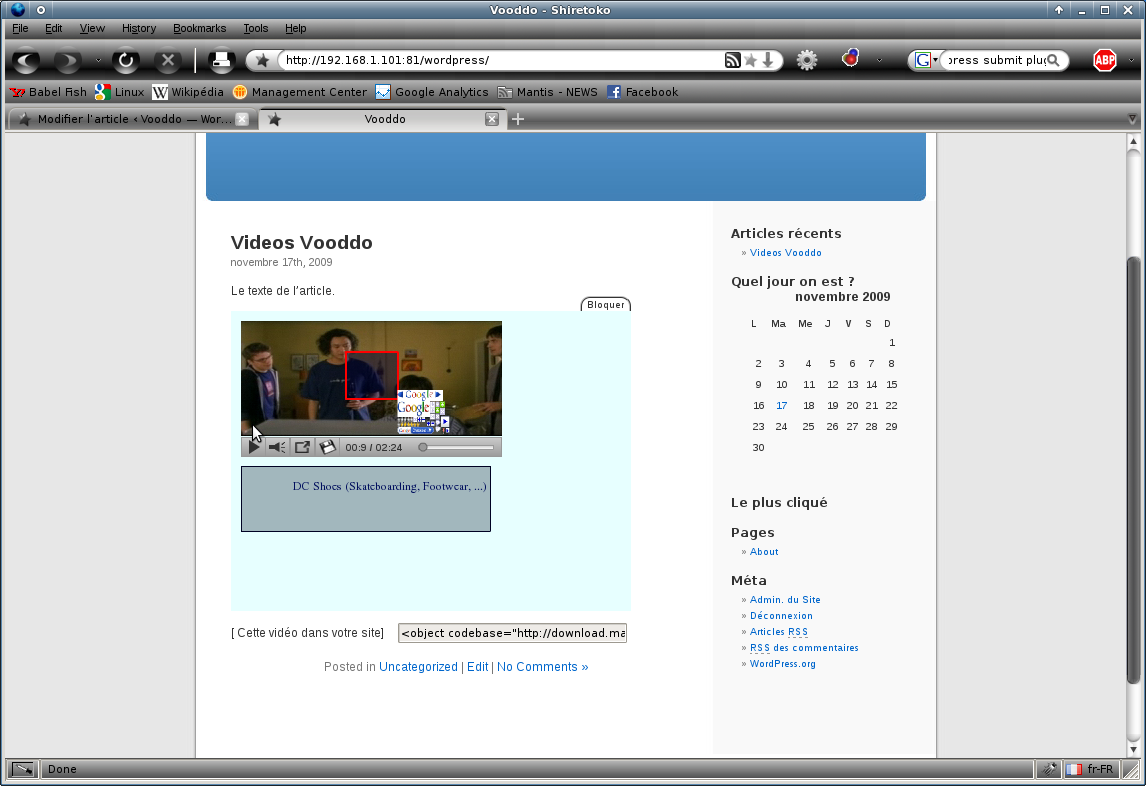 Vooddo - Shiretoko
File Edit View History Bookmarks Tools Help
http://192.168.1.101:81/wordpress/
press submit plug
ABP
Babel Fish Linux Wikipédia Management Center Google Analytics Mantis - NEWS Facebook
Modifier l'article ‹ Vooddo — Wor...
Vooddo
Videos Vooddo
novembre 17th, 2009
Le texte de l'article.
Bloquer
Google
Google
00:9 / 02:24
DC Shoes (Skateboarding, Footwear, ...)
[ Cette vidéo dans votre site]
<object codebase="http://download.ma
Posted in Uncategorized | Edit | No Comments »
Articles récents
» Videos Vooddo
Quel jour on est ?
novembre 2009
L Ma Me J V S D
1
2 3 4 5 6 7 8
9 10 11 12 13 14 15
16 17 18 19 20 21 22
23 24 25 26 27 28 29
30
Le plus cliqué
Pages
» About
Méta
» Admin. du Site
» Déconnexion
» Articles RSS
» RSS des commentaires
» WordPress.org
Done
fr-FR